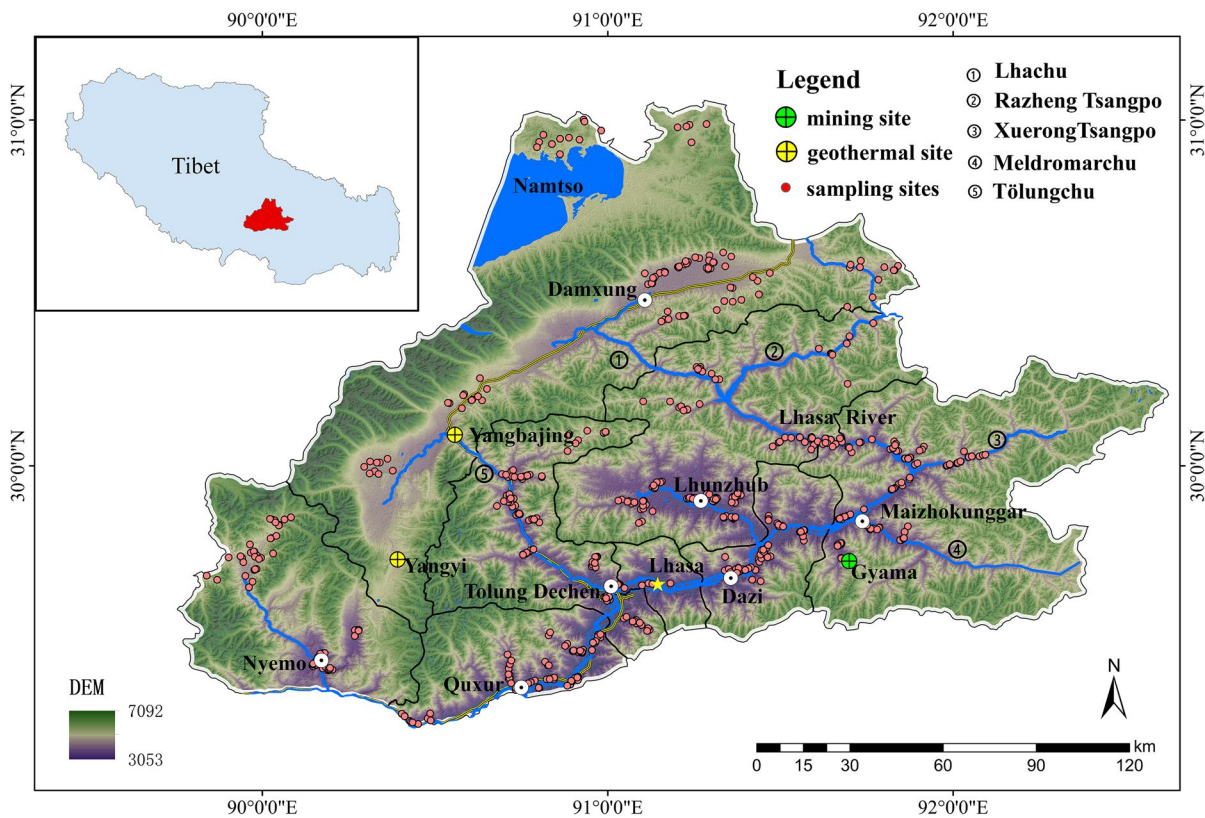 90°0'0"E
91°0'0"E
92°0'0"E
31°0'0"N
31°0'0"N
Tibet
Legend
mining site
geothermal site
sampling sites
① Lhachu
② Razheng Tsangpo
③ XuerongTsangpo
④ Meldromarchu
⑤ Tölungchu
Namtso
Damxung
①
②
Lhasa River
③
Yangbajing
30°0'0"N
30°0'0"N
⑤
Lhunzhub
Maizhokunggar
④
Yangyi
Lhasa
Gyama
Tolung Dechen
Dazi
Nyemo
Quxur
N
DEM
7092
3053
km
0 15 30 60 90 120
90°0'0"E
91°0'0"E
92°0'0"E